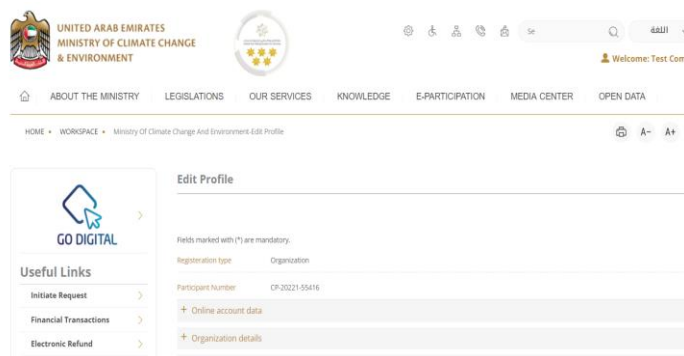 UNITED ARAB EMIRATES
MINISTRY OF CLIMATE CHANGE
& ENVIRONMENT
Se
اللغة
Welcome: Test Com
ABOUT THE MINISTRY LEGISLATIONS OUR SERVICES KNOWLEDGE E-PARTICIPATION MEDIA CENTER OPEN DATA
HOME • WORKSPACE • Ministry Of Climate Change And Environment-Edit Profile
A- A+
Edit Profile
GO DIGITAL
Fields marked with (*) are mandatory.
Registeration type Organization
Useful Links
Participant Number CP-20221-55416
Initiate Request
+ Online account data
Financial Transactions
+ Organization details
Electronic Refund